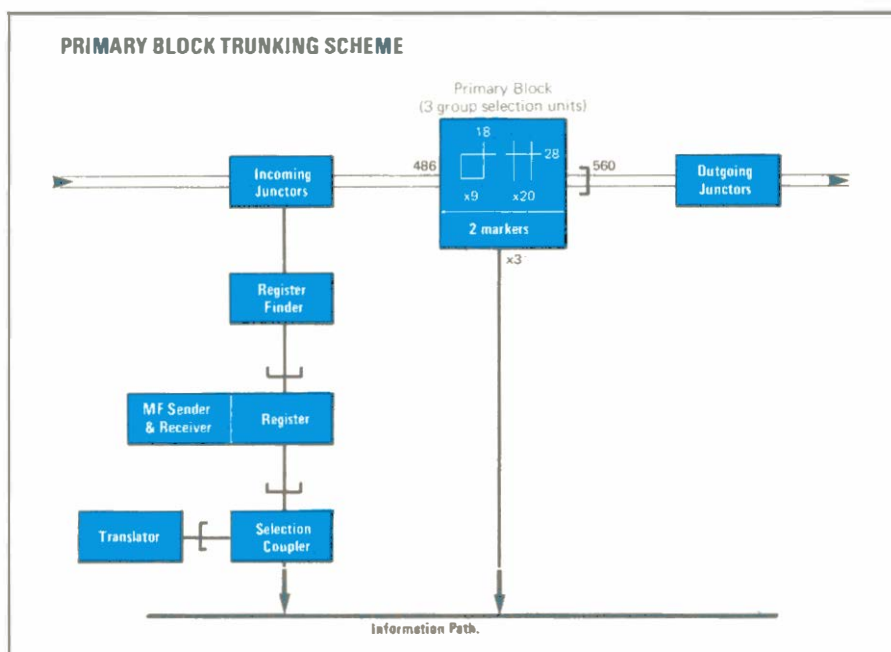 PRIMARY BLOCK TRUNKING SCHEME
Primary Block
(3 group selection units)
18
28
x9
x20
2 markers
486
560
x3
Incoming
Junctors
Outgoing
Junctors
Register
Finder
MF Sender
& Receiver
Register
Translator
Selection
Coupler
Information Path.